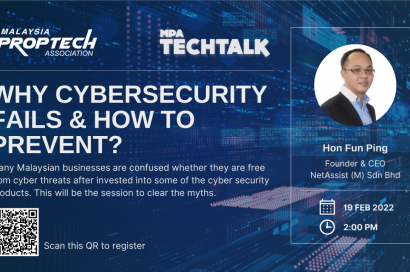 MALAYSIA
PROPTECH
ASSOCIATION
MPA
TECHTALK
WHY CYBERSECURITY
FAILS & HOW TO
PREVENT?
any Malaysian businesses are confused whether they are free
om cyber threats after invested into some of the cyber security
oducts. This will be the session to clear the myths.
Scan this QR to register
Hon Fun Ping
Founder & CEO
NetAssist (M) Sdn Bhd
19 FEB 2022
2:00 PM